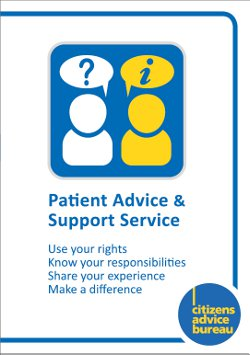 ?
i
Patient Advice &
Support Service
Use your rights
Know your responsibilities
Share your experience
Make a difference
citizens
advice
bureau